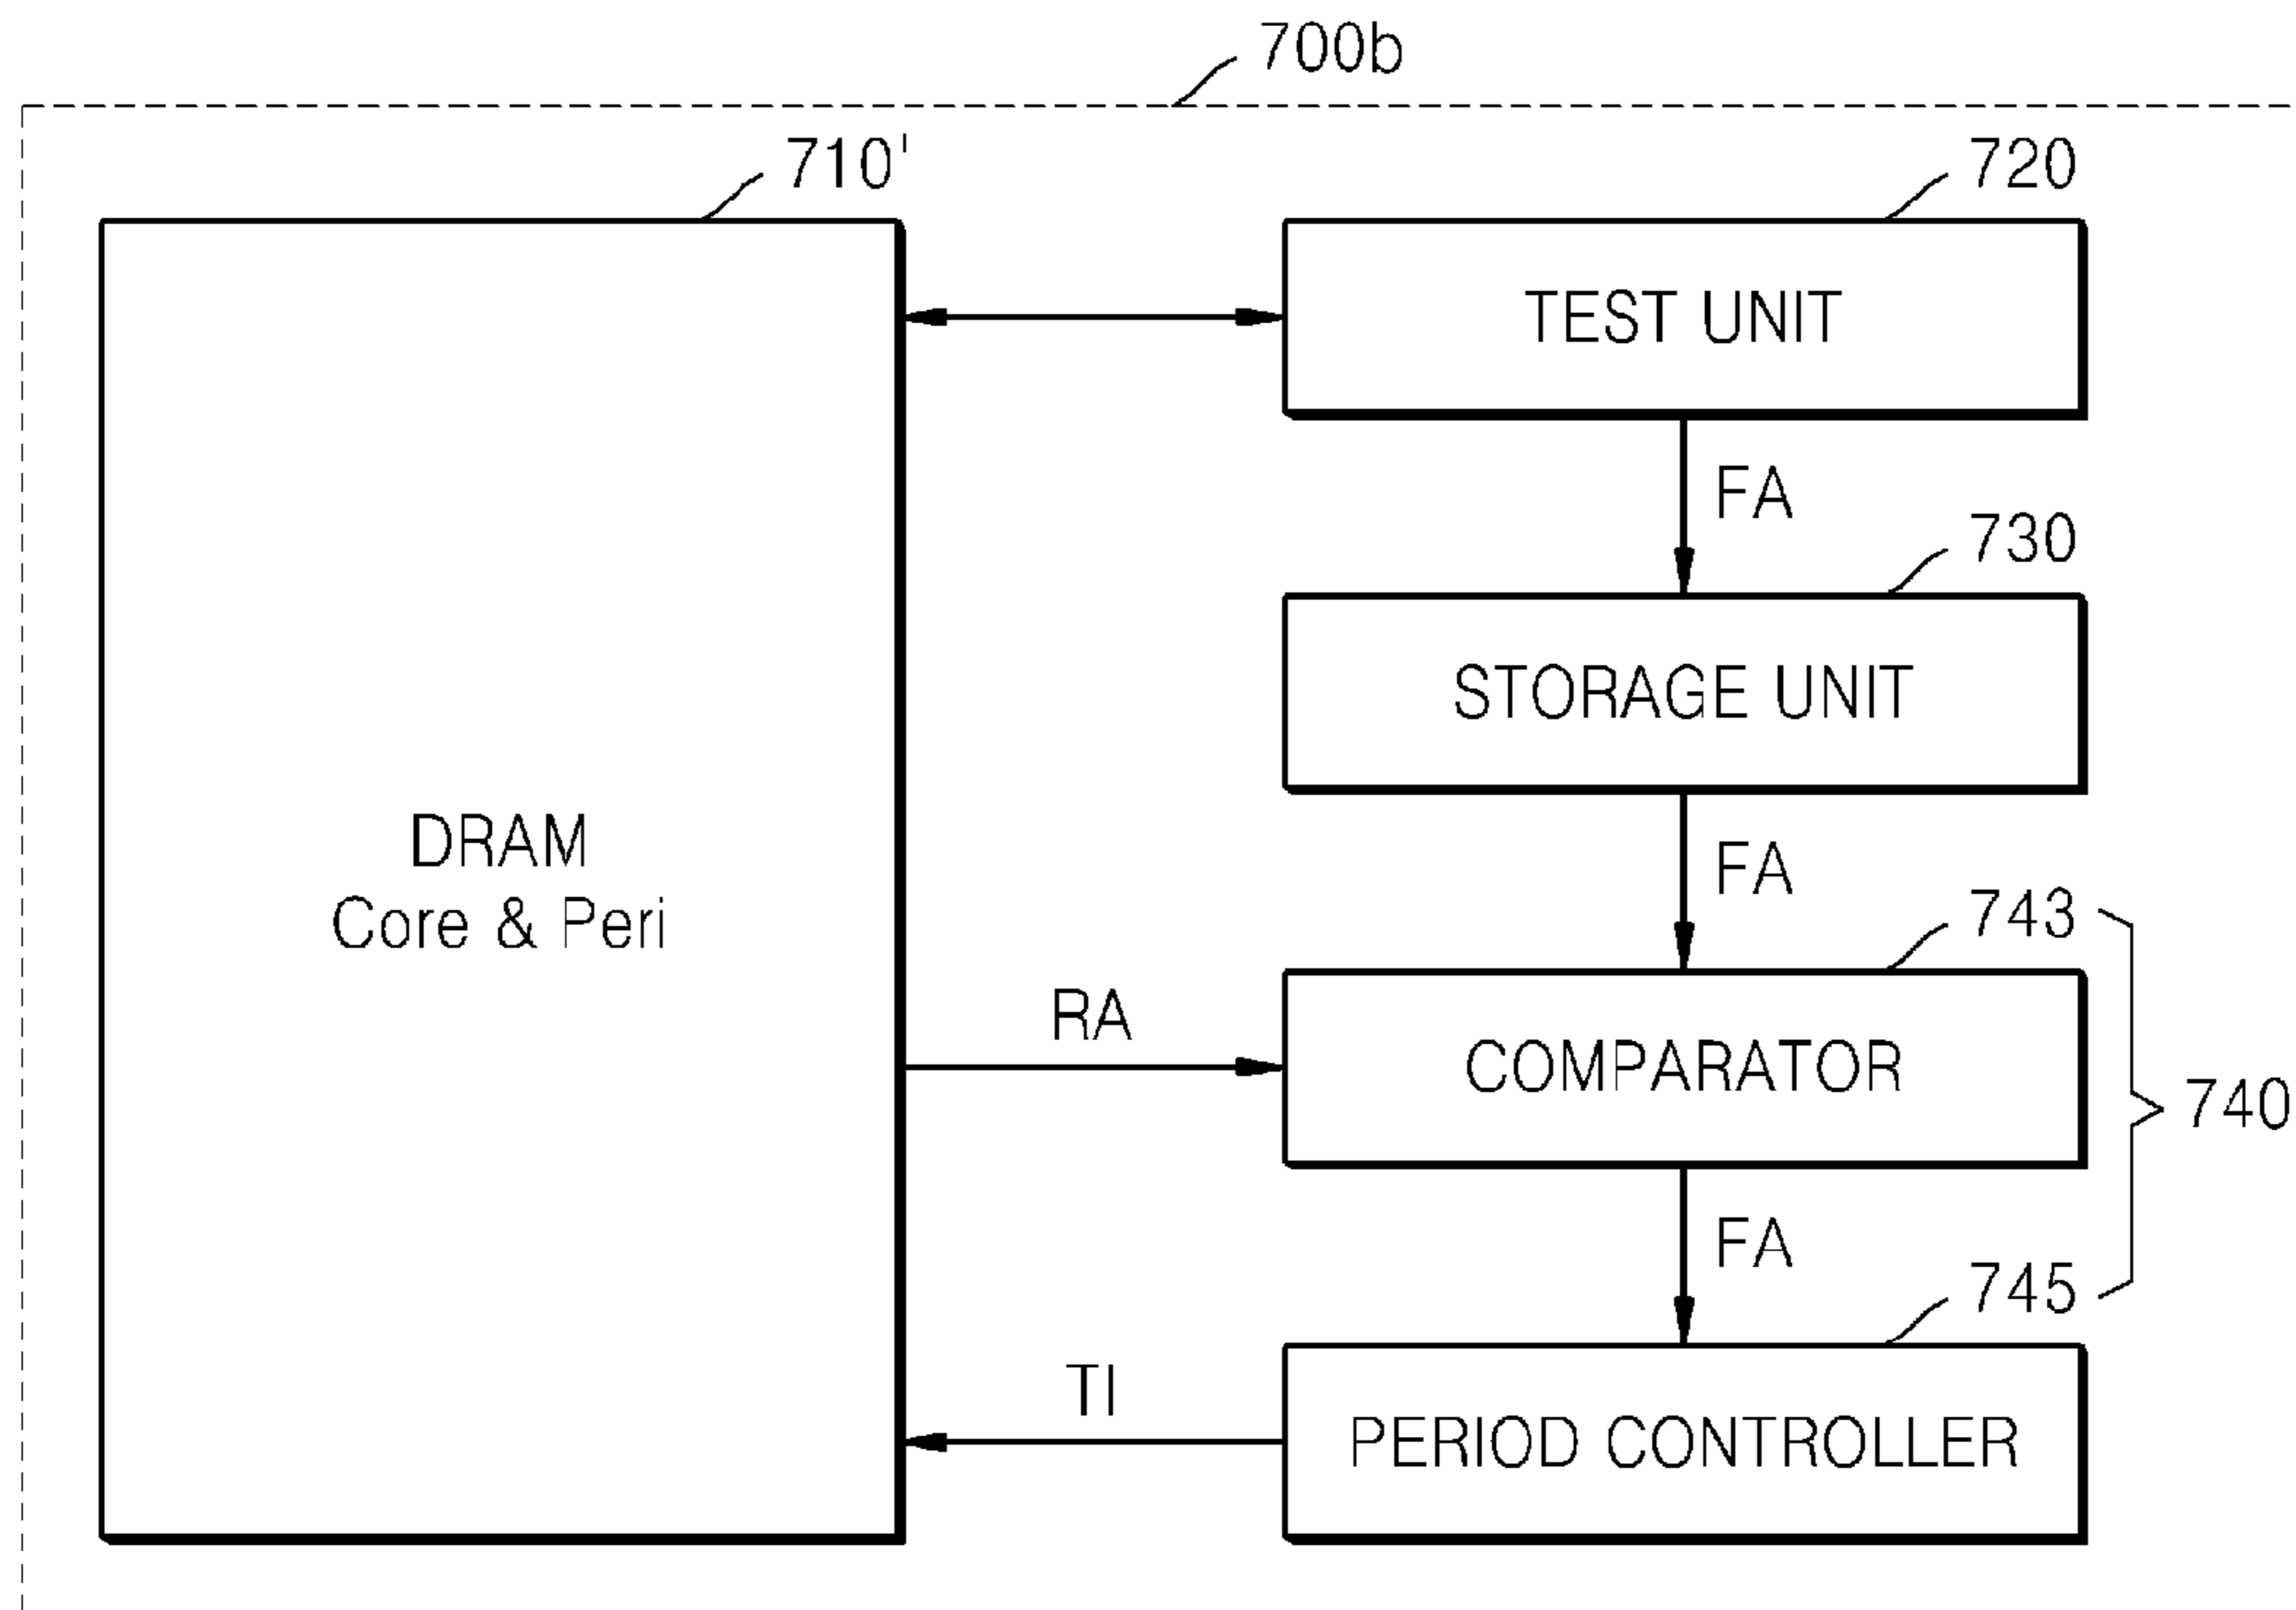 700b
710'
720
TEST UNIT
FA
730
STORAGE UNIT
DRAM
Core & Peri
FA
743
RA
COMPARATOR
740
FA
745
TI
PERIOD CONTROLLER